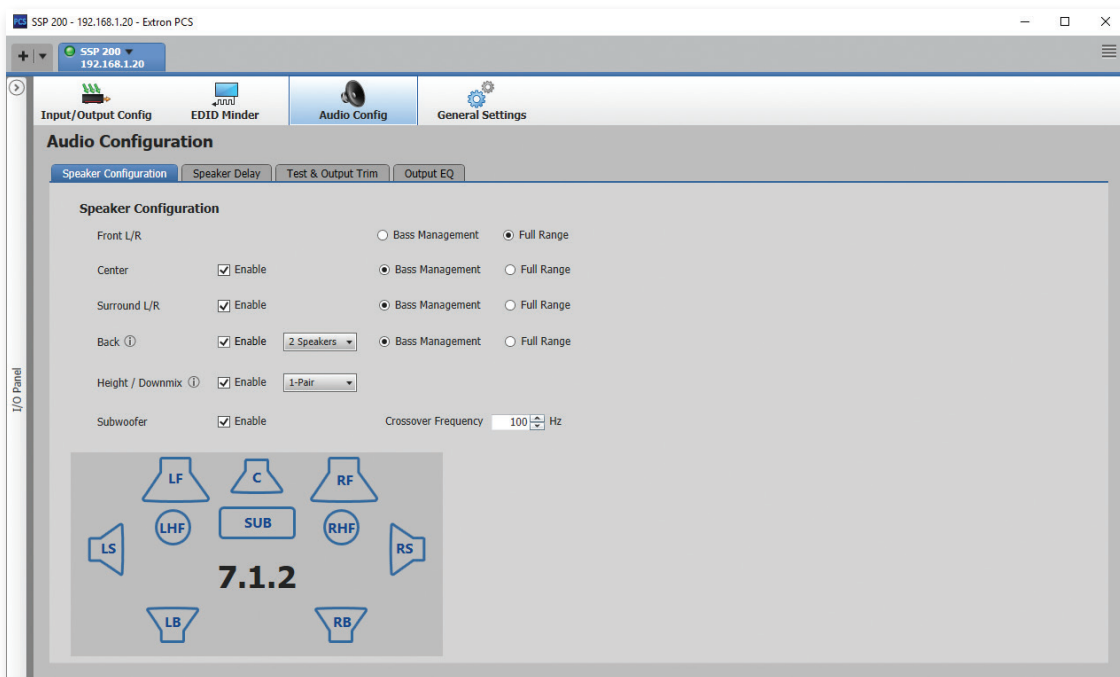 PCS SSP 200 - 192.168.1.20 - Extron PCS
SSP 200
192.168.1.20
Input/Output Config EDID Minder Audio Config General Settings
Audio Configuration
Speaker Configuration Speaker Delay Test & Output Trim Output EQ
Speaker Configuration
Front L/R Bass Management Full Range
Center Enable Bass Management Full Range
Surround L/R Enable Bass Management Full Range
Back Enable 2 Speakers Bass Management Full Range
Height / Downmix Enable 1-Pair
Subwoofer Enable Crossover Frequency 100 Hz
I/O Panel
LF C RF
LHF SUB RHF
LS RS
7.1.2
LB RB